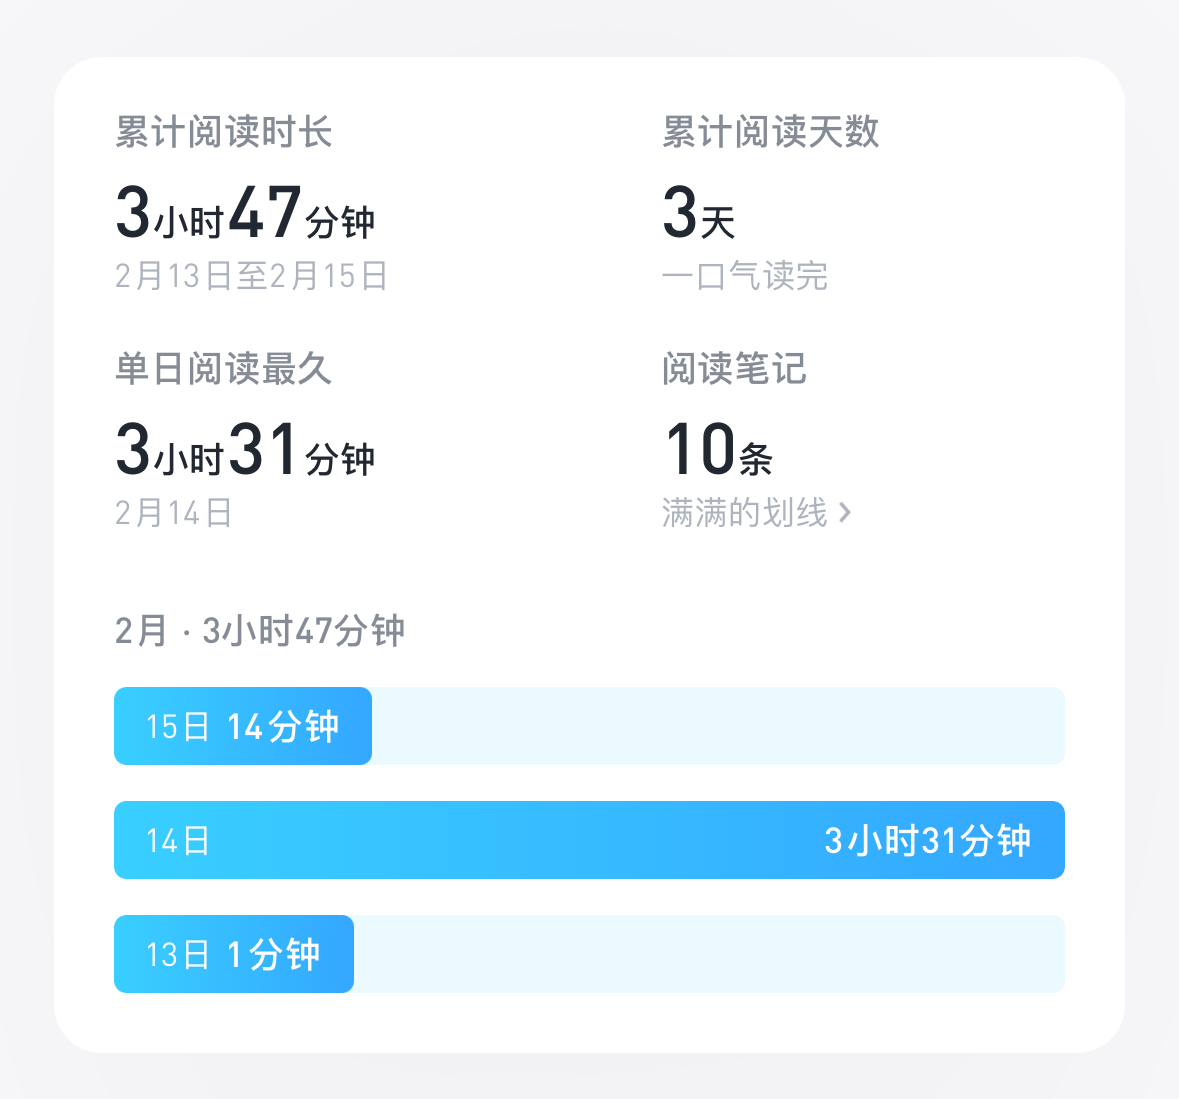 累计阅读时长
3小时47分钟
2月13日至2月15日
累计阅读天数
3天
一口气读完
单日阅读最久
3小时31分钟
2月14日
阅读笔记
10条
满满的划线 >
2月 · 3小时47分钟
15日 14分钟
14日 3小时31分钟
13日 1分钟